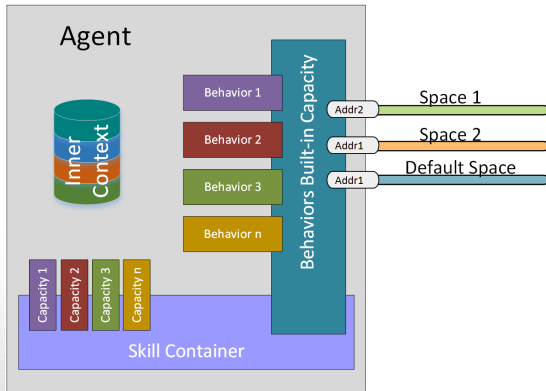 Agent
Behavior 1
Behavior 2
Behavior 3
Behavior n
Behaviors Built-in Capacity
Addr2
Space 1
Addr1
Space 2
Addr1
Default Space
Inner
Context
Capacity 1
Capacity 2
Capacity 3
Capacity n
Skill Container